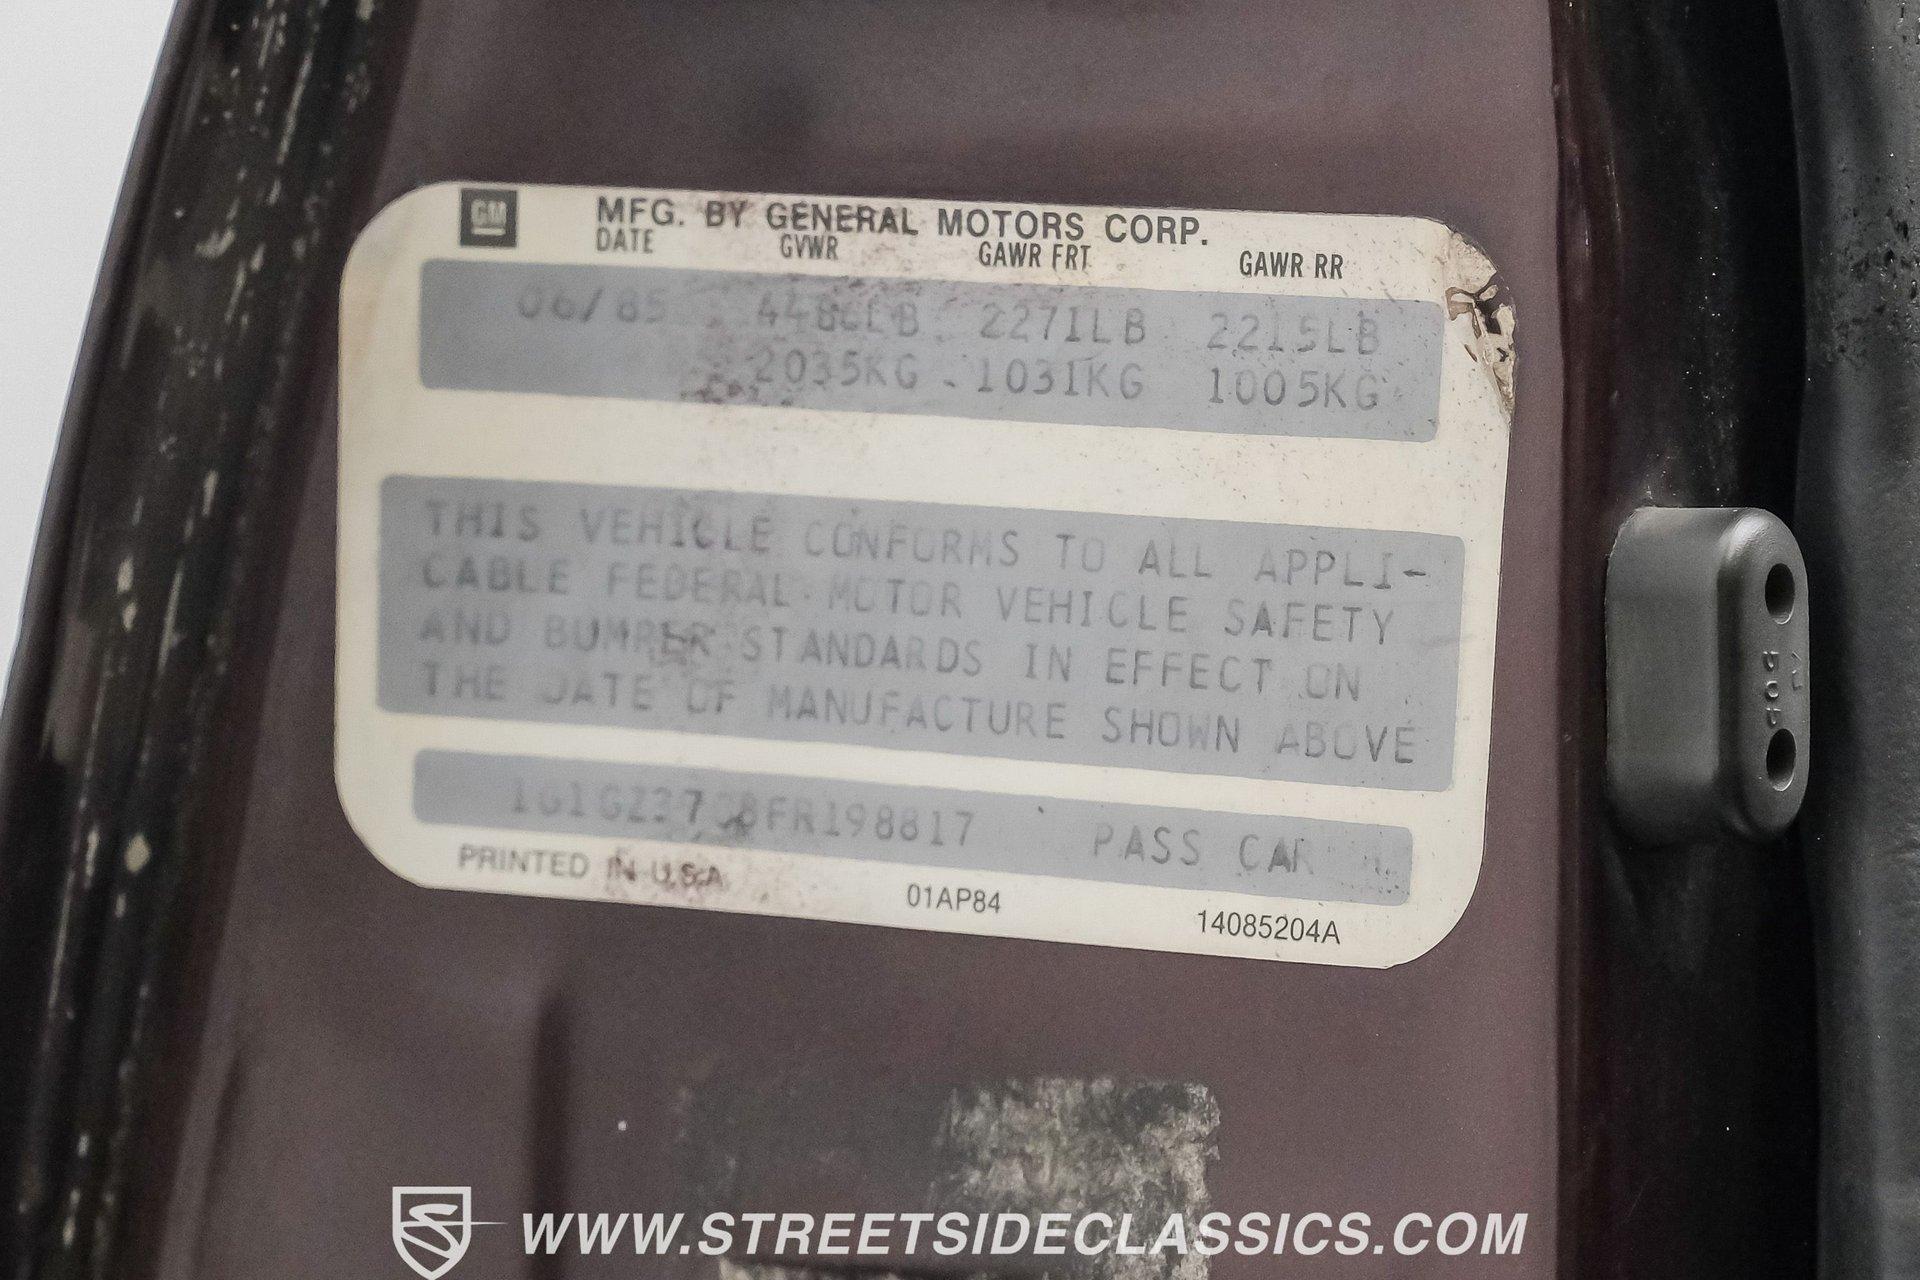 GM MFG. BY GENERAL MOTORS CORP.
DATE GVWR GAWR FRT GAWR RR
06/85 4486LB 2271LB 2215LB
2035KG 1031KG 1005KG
THIS VEHICLE CONFORMS TO ALL APPLI-
CABLE FEDERAL MOTOR VEHICLE SAFETY
AND BUMPER STANDARDS IN EFFECT ON
THE DATE OF MANUFACTURE SHOWN ABOVE
PASS CAR
PRINTED IN U.S.A. 01AP84 14085204A
WWW.STREETSIDECLASSICS.COM